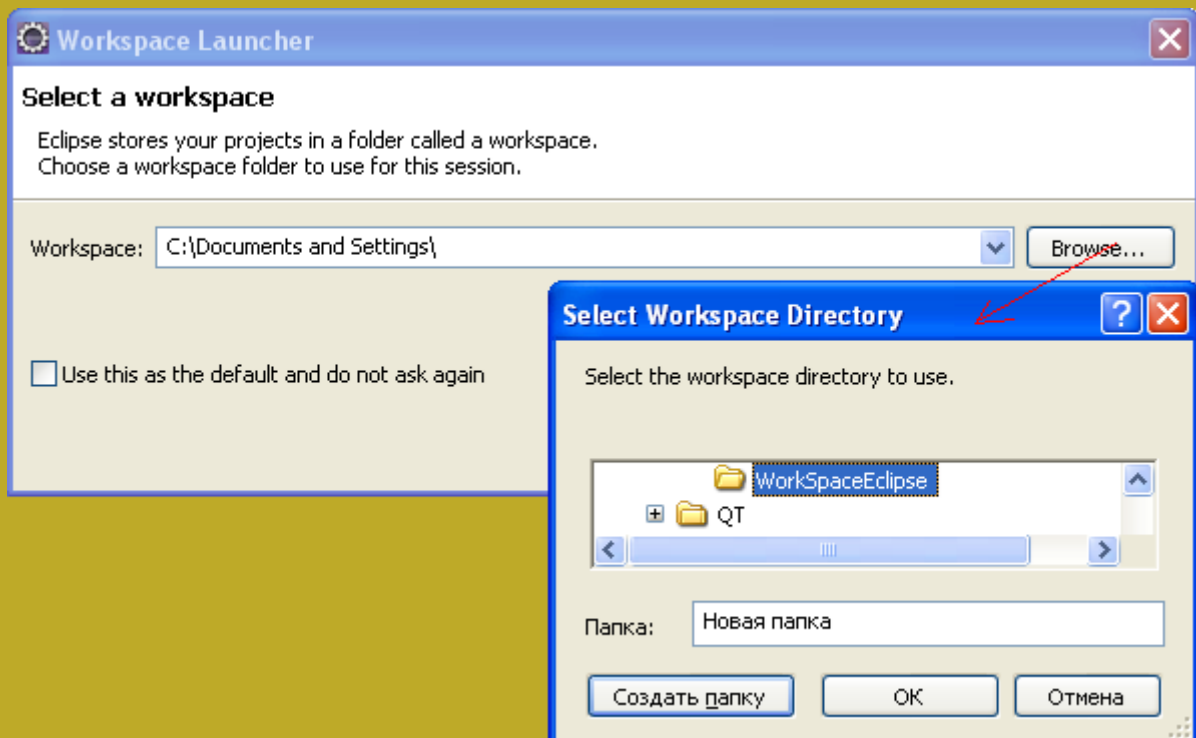 Workspace Launcher
Select a workspace
Eclipse stores your projects in a folder called a workspace.
Choose a workspace folder to use for this session.
Workspace: C:\Documents and Settings\ Browse...
Select Workspace Directory
Use this as the default and do not ask again
Select the workspace directory to use.
WorkSpaceEclipse
QT
Папка: Новая папка
Создать папку OK Отмена